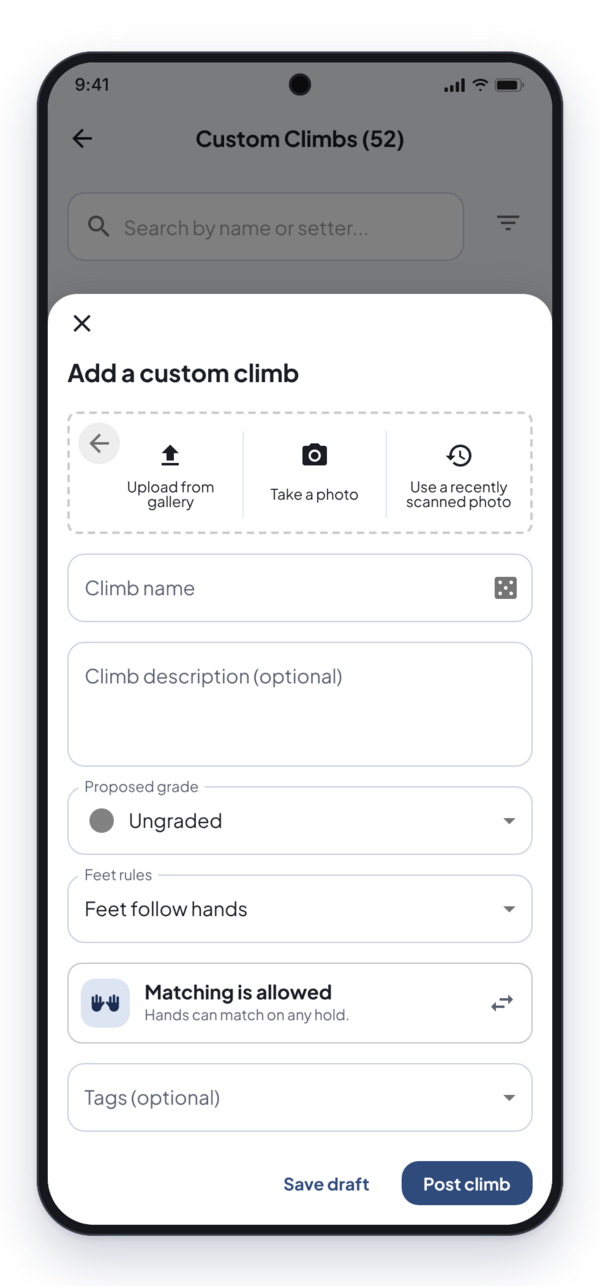 9:41
Custom Climbs (52)
Search by name or setter...
Add a custom climb
Upload from
gallery
Take a photo
Use a recently
scanned photo
Climb name
Climb description (optional)
Proposed grade
Ungraded
Feet rules
Feet follow hands
Matching is allowed
Hands can match on any hold.
Tags (optional)
Save draft
Post climb